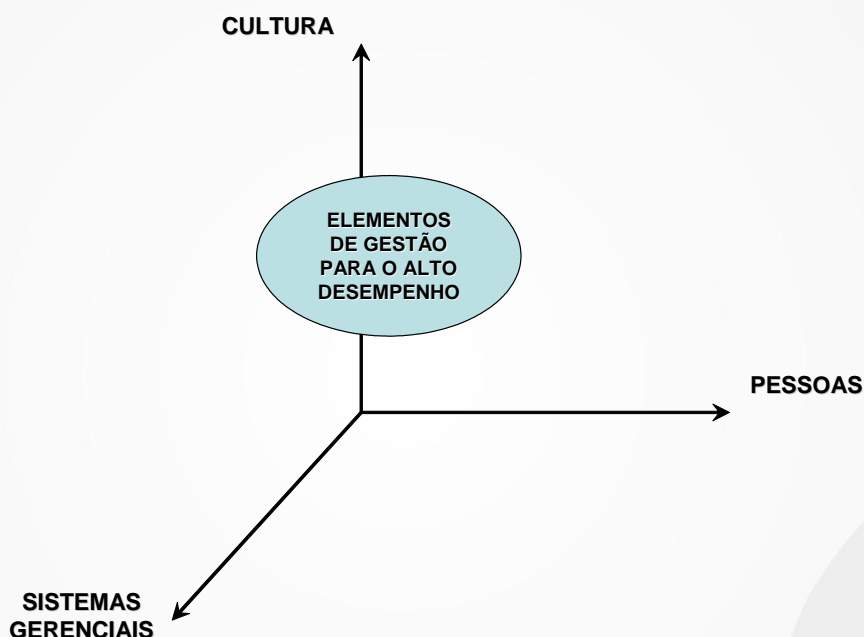 CULTURA
ELEMENTOS
DE GESTÃO
PARA O ALTO
DESEMPENHO
PESSOAS
SISTEMAS
GERENCIAIS